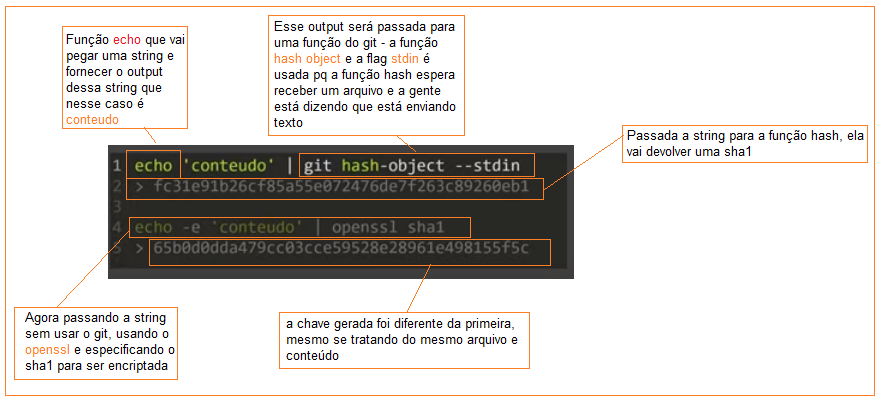 Função echo que vai
pegar uma string e
fornecer o output
dessa string que
nesse caso é
conteudo
Esse output será passada para
uma função do git - a função
hash object e a flag stdin é
usada pq a função hash espera
receber um arquivo e a gente
está dizendo que está enviando
texto
Passada a string para a função hash, ela
vai devolver uma sha1
1 echo 'conteudo' | git hash-object --stdin
2 > fc31e91b26cf85a55e072476de7f263c89260eb1
3
4 echo -e 'conteudo' | openssl sha1
5 > 65b0d0dda479cc03cce59528e28961e498155f5c
Agora passando a string
sem usar o git, usando o
openssl e especificando o
sha1 para ser encriptada
a chave gerada foi diferente da primeira,
mesmo se tratando do mesmo arquivo e
conteúdo